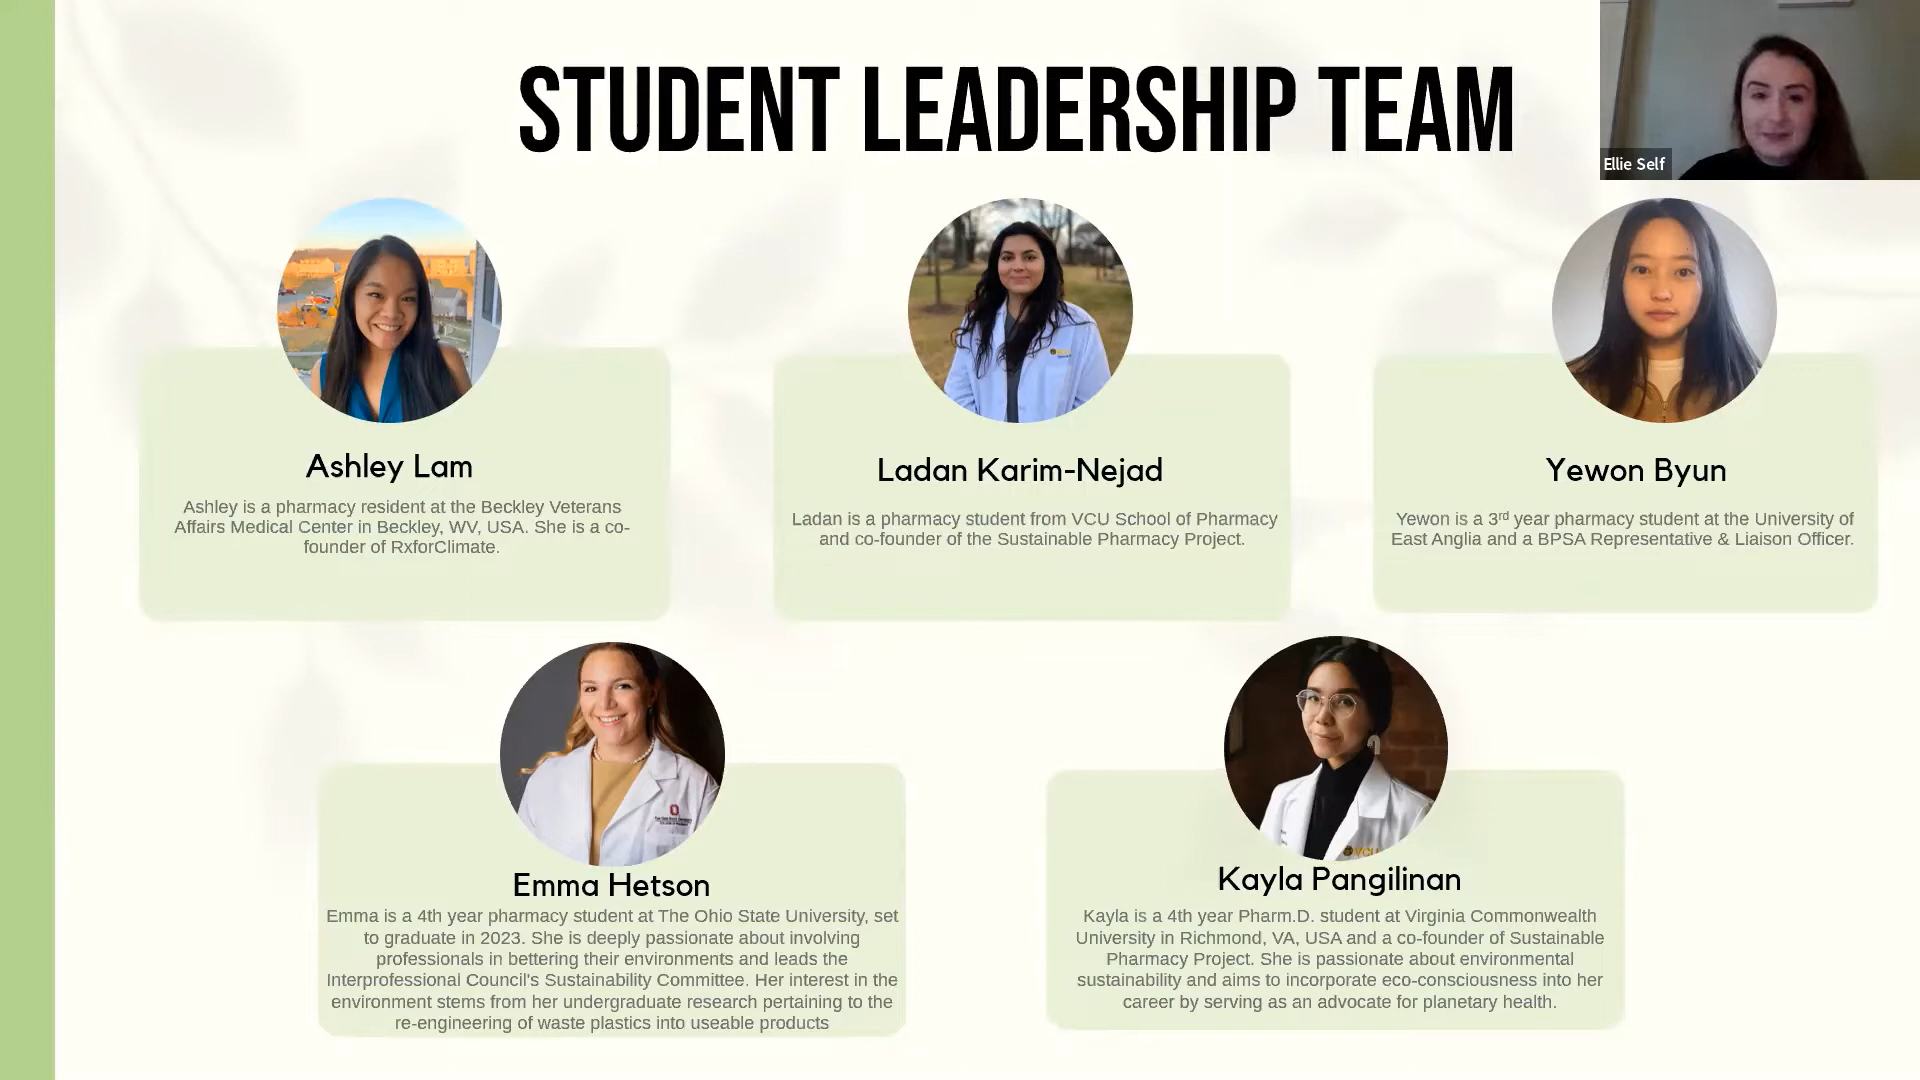 STUDENT LEADERSHIP TEAM
Ellie Self
Ashley Lam
Ashley is a pharmacy resident at the Beckley Veterans
Affairs Medical Center in Beckley, WV, USA. She is a co-
founder of RxforClimate.
Ladan Karim-Nejad
Ladan is a pharmacy student from VCU School of Pharmacy
and co-founder of the Sustainable Pharmacy Project.
Yewon Byun
Yewon is a 3rd year pharmacy student at the University of
East Anglia and a BPSA Representative & Liaison Officer.
Emma Hetson
Emma is a 4th year pharmacy student at The Ohio State University, set
to graduate in 2023. She is deeply passionate about involving
professionals in bettering their environments and leads the
Interprofessional Council's Sustainability Committee. Her interest in the
environment stems from her undergraduate research pertaining to the
re-engineering of waste plastics into useable products
VCU
Kayla Pangilinan
Kayla is a 4th year Pharm.D. student at Virginia Commonwealth
University in Richmond, VA, USA and a co-founder of Sustainable
Pharmacy Project. She is passionate about environmental
sustainability and aims to incorporate eco-consciousness into her
career by serving as an advocate for planetary health.